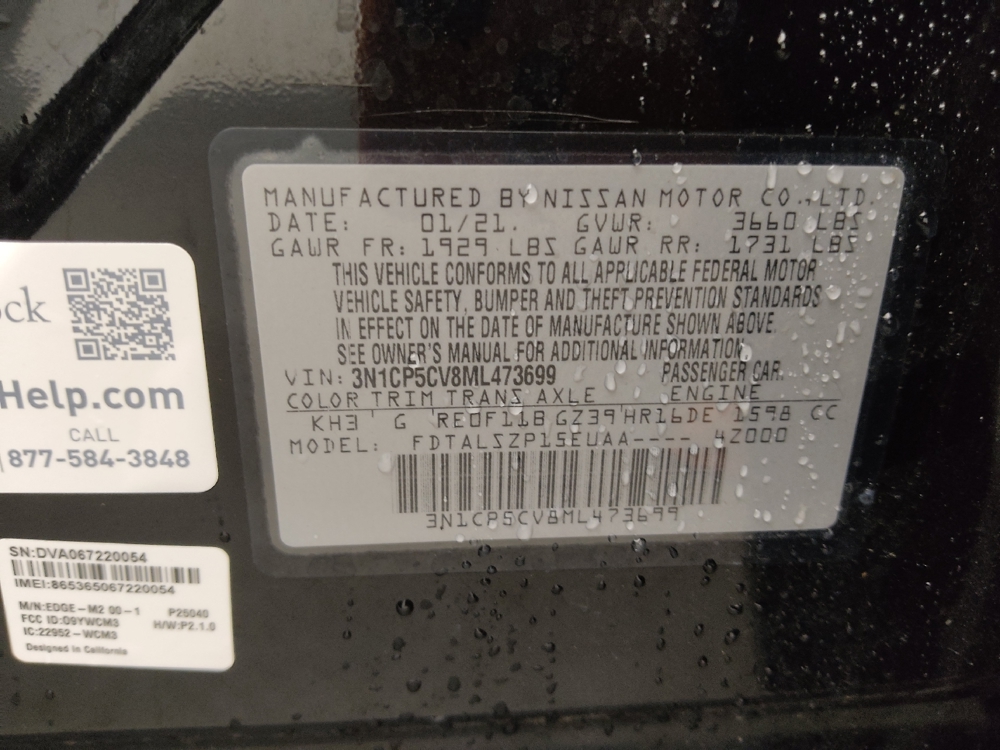 MANUFACTURED BY NISSAN MOTOR CO.,LTD.
DATE: 01/21. GVWR: 3660 LBS
GAWR FR: 1929 LBS GAWR RR: 1731 LBS
THIS VEHICLE CONFORMS TO ALL APPLICABLE FEDERAL MOTOR
VEHICLE SAFETY, BUMPER AND THEFT PREVENTION STANDARDS
IN EFFECT ON THE DATE OF MANUFACTURE SHOWN ABOVE.
SEE OWNER'S MANUAL FOR ADDITIONAL INFORMATION.
VIN: 3N1CP5CV8ML473699 PASSENGER CAR.
COLOR TRIM TRANS AXLE ENGINE
KH3 G RE0F11B GZ39 HR16DE 1598 CC
MODEL: FDTALSZP15EUAA---- 4Z000
3N1CP5CV8ML473699
ock
Help.com
CALL
877-584-3848
SN:DVA067220054
IMEI:865365067220054
M/N:EDGE-M2 00-1 P25040
FCC ID:O9YWCM3 H/W:P2.1.0
IC:22952-WCM3
Designed in California